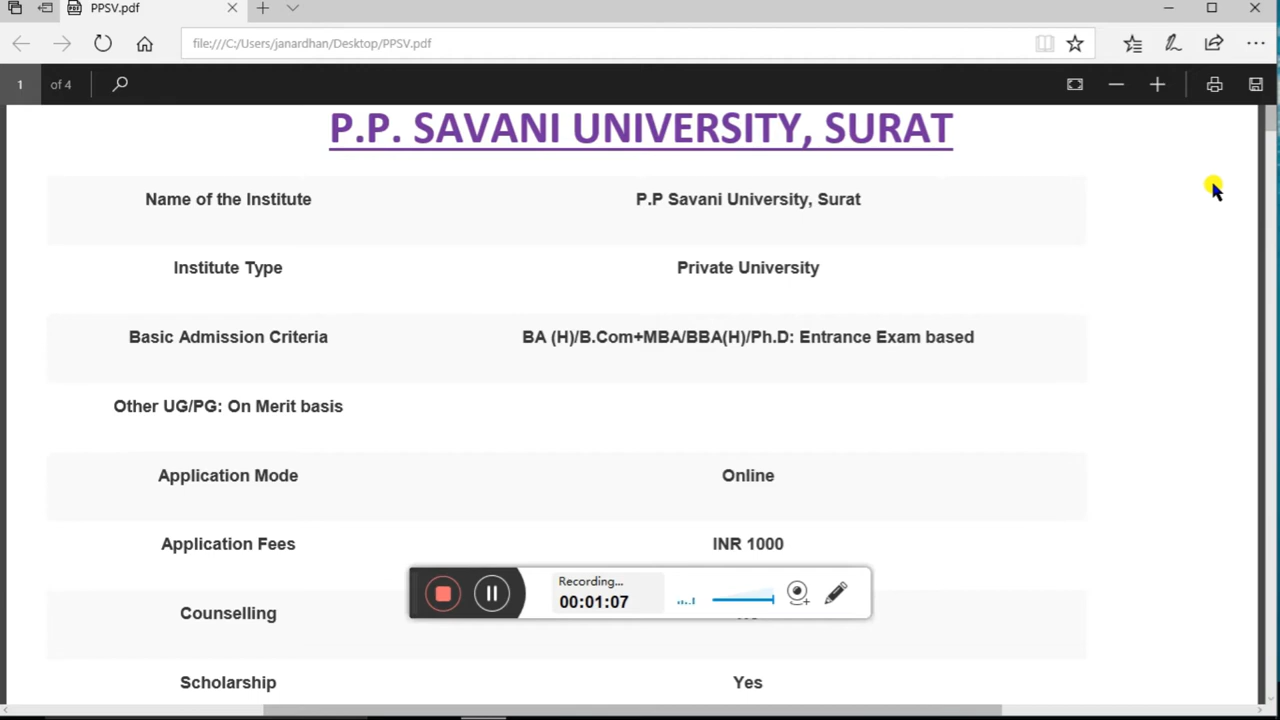 PPSV.pdf
file:///C:/Users/janardhan/Desktop/PPSV.pdf
1 of 4
P.P. SAVANI UNIVERSITY, SURAT
Name of the Institute P.P Savani University, Surat
Institute Type Private University
Basic Admission Criteria BA (H)/B.Com+MBA/BBA(H)/Ph.D: Entrance Exam based
Other UG/PG: On Merit basis
Application Mode Online
Application Fees INR 1000
Recording...
00:01:07
Counselling
Scholarship Yes